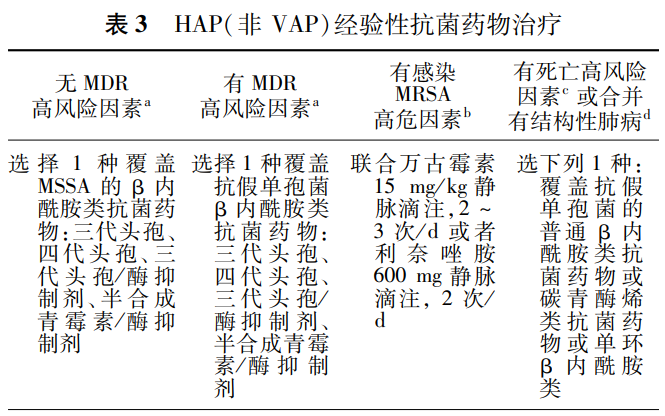 表 3 HAP(非 VAP)经验性抗菌药物治疗
无 MDR
高风险因素a
有 MDR
高风险因素a
有感染
MRSA
高危因素b
有死亡高风险
因素c 或合并
有结构性肺病d
选择 1 种覆盖
MSSA 的 β 内
酰胺类抗菌药
物:三代头孢、
四代头孢、三
代头孢/酶抑
制剂、半合成
青霉素/酶抑
制剂
选择1种覆盖
抗假单孢菌
β 内酰胺类
抗菌药物:
三代头孢、
四代头孢、
三代头孢/
酶抑制剂、
半合成青霉
素/酶抑制
剂
联合万古霉素
15 mg/kg 静
脉滴注,2 ~
3 次/d 或者
利奈唑胺
600 mg 静脉
滴注, 2 次/
d
选下列1种:
覆盖抗假
单孢菌的
普通 β 内
酰胺类抗
菌药物或
碳青酶烯
类抗菌药
物或单环
β 内酰胺
类